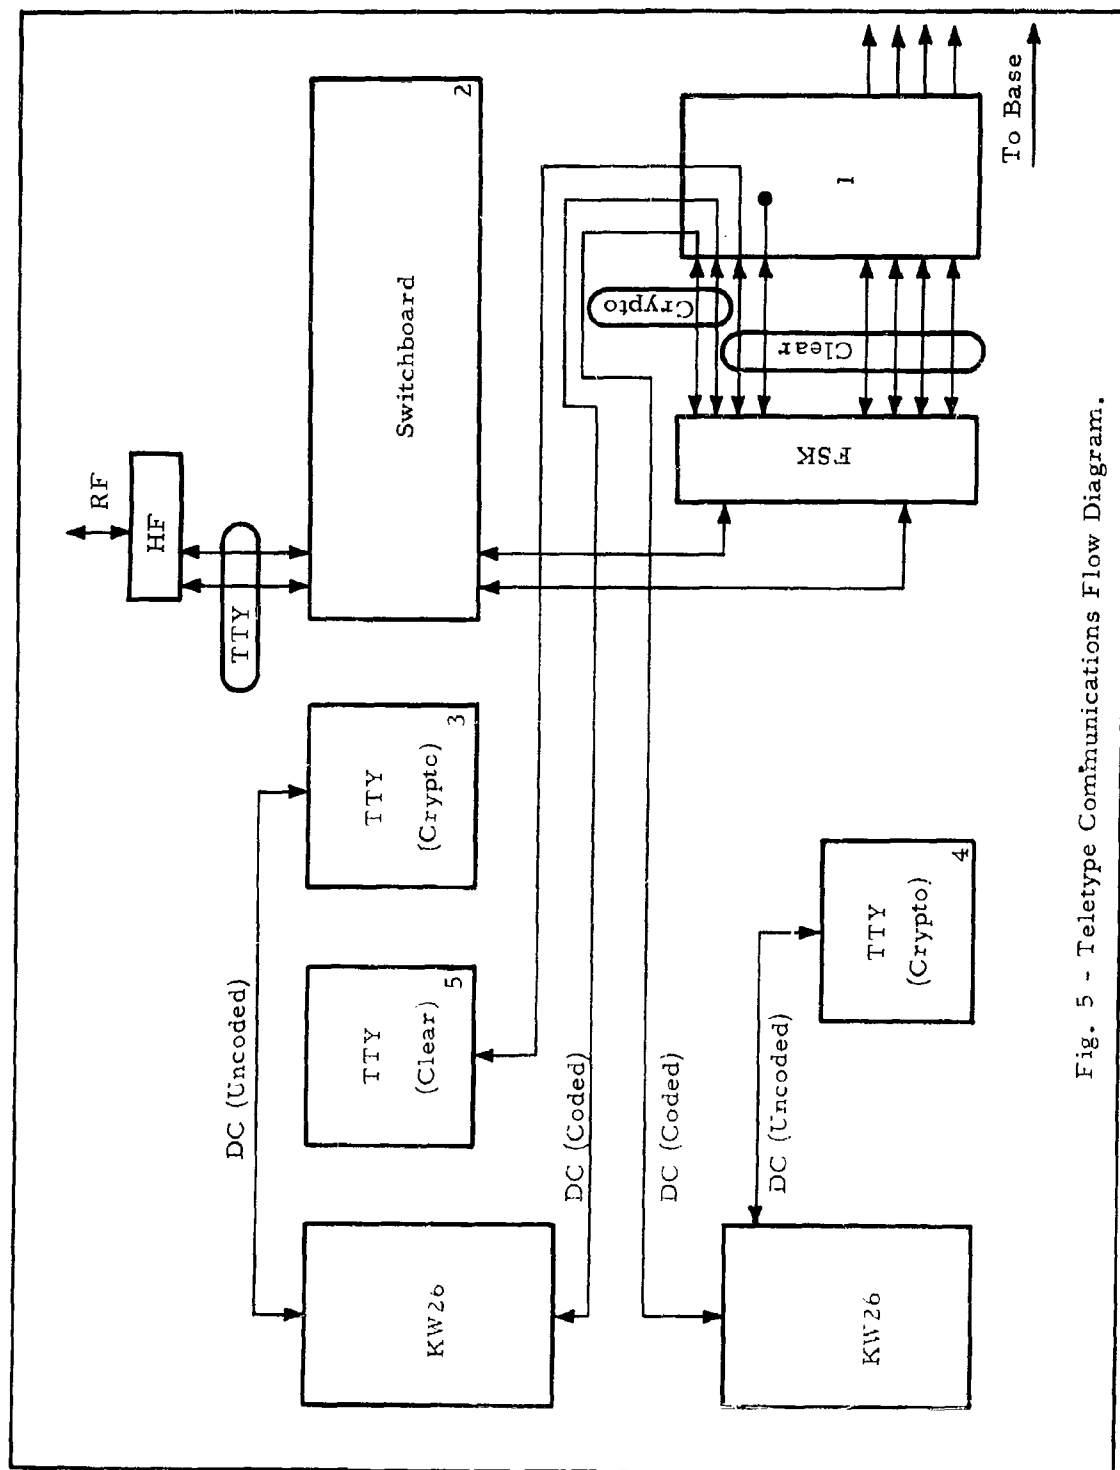 RF
HF
TTY
Switchboard
2
TTY
(Cryptc)
3
TTY
(Clear)
5
DC (Uncoded)
KW26
DC (Coded)
DC (Coded)
DC (Uncoded)
KW26
TTY
(Crypto)
4
Crypto
Clear
FSK
1
To Base
Fig. 5 - Teletype Communications Flow Diagram.